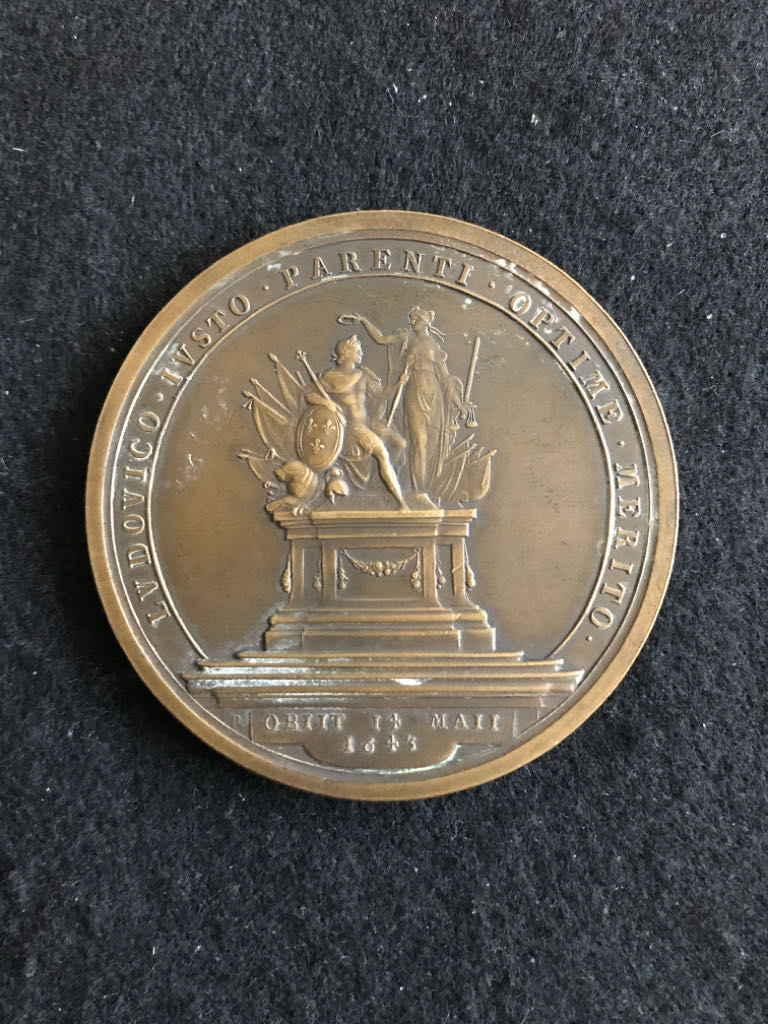 LVDOVICO · IVSTO · PARENTI · OPTIME · MERITO ·
OBIIT 14 MAII
1643